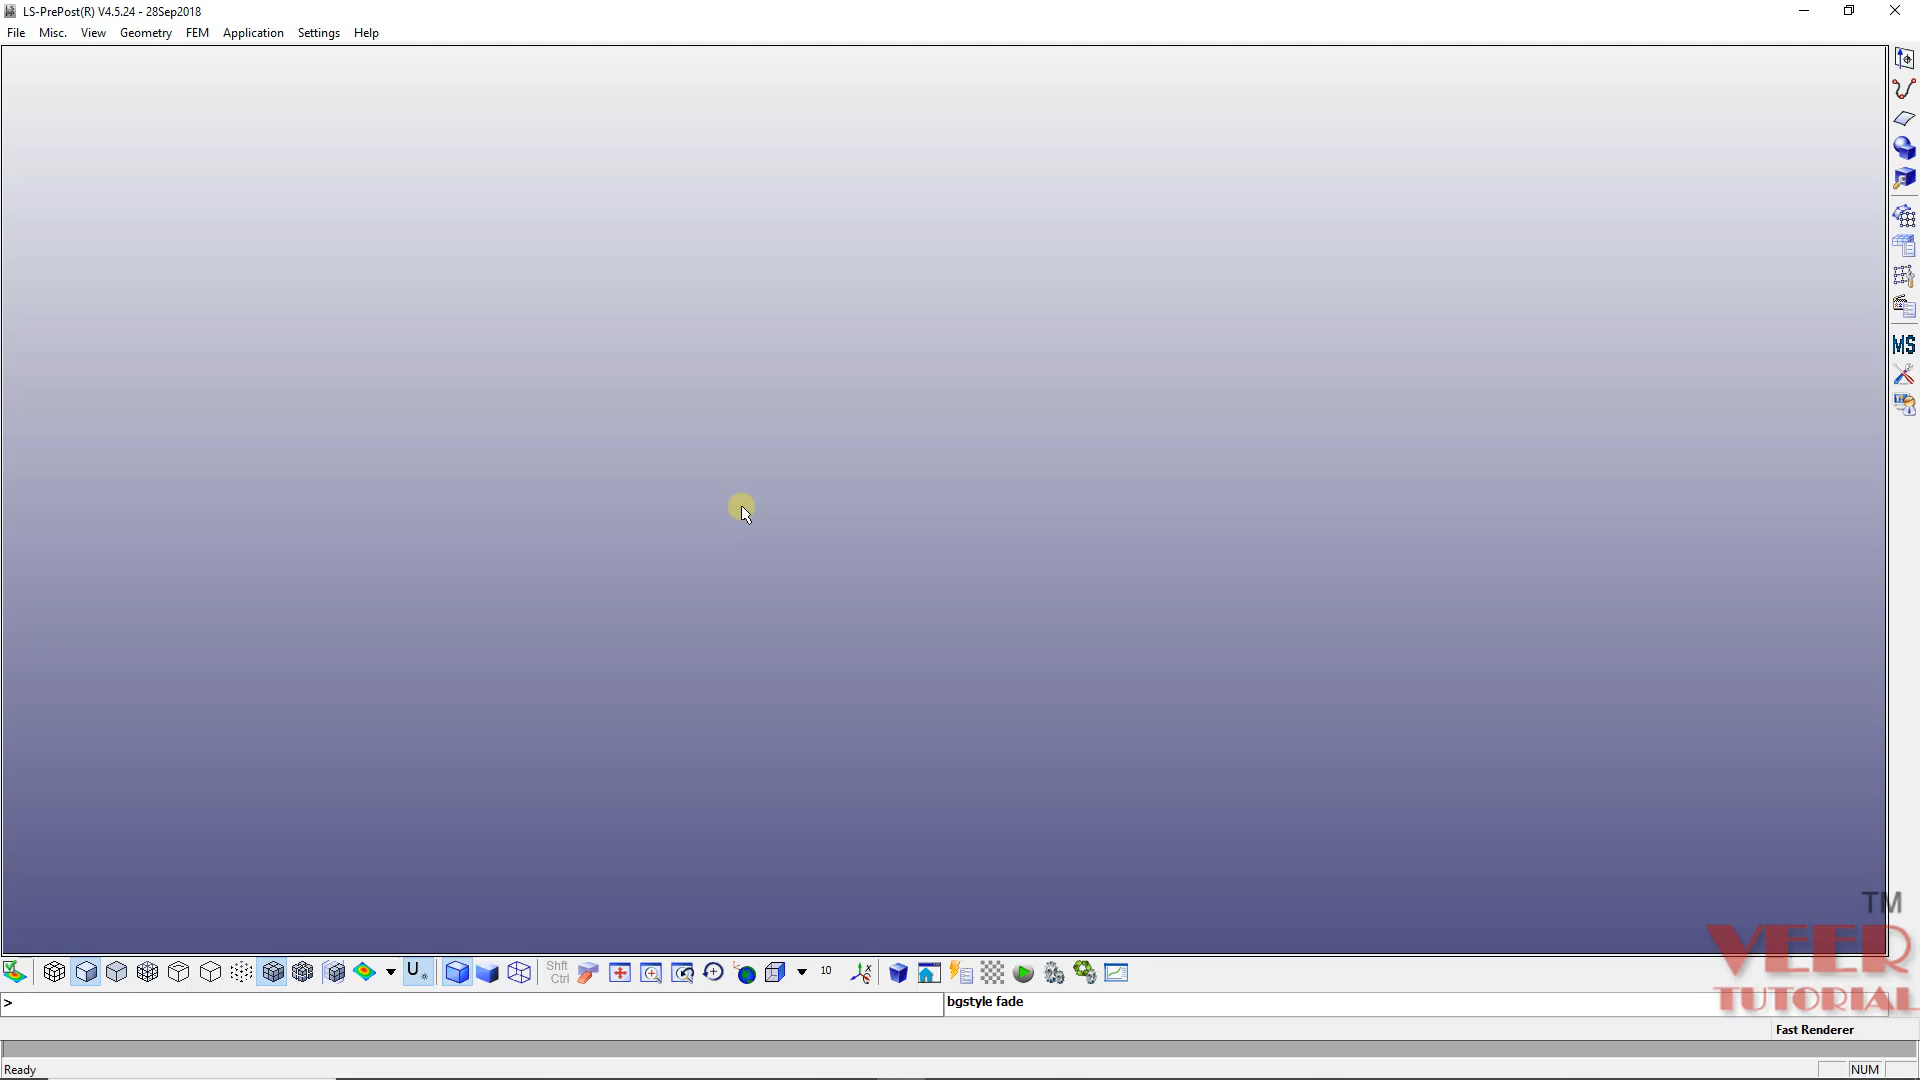 LS-PrePost(R) V4.5.24 - 28Sep2018
File Misc. View Geometry FEM Application Settings Help
MS
TM
VEER
TUTORIAL
U
Shft
Ctrl
10
>
bgstyle fade
Fast Renderer
Ready
NUM